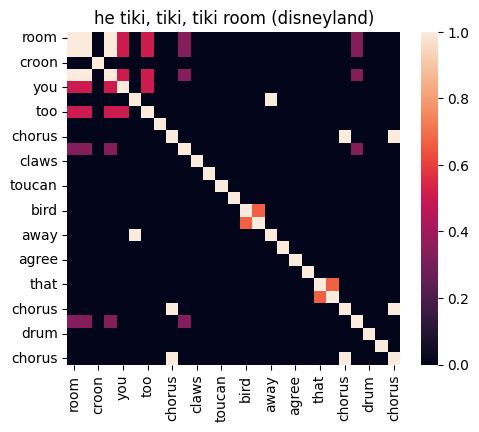 he tiki, tiki, tiki room (disneyland)
room
croon
you
too
chorus
claws
toucan
bird
away
agree
that
chorus
drum
chorus
1.0
0.8
0.6
0.4
0.2
0.0
room
croon
you
too
chorus
claws
toucan
bird
away
agree
that
chorus
drum
chorus